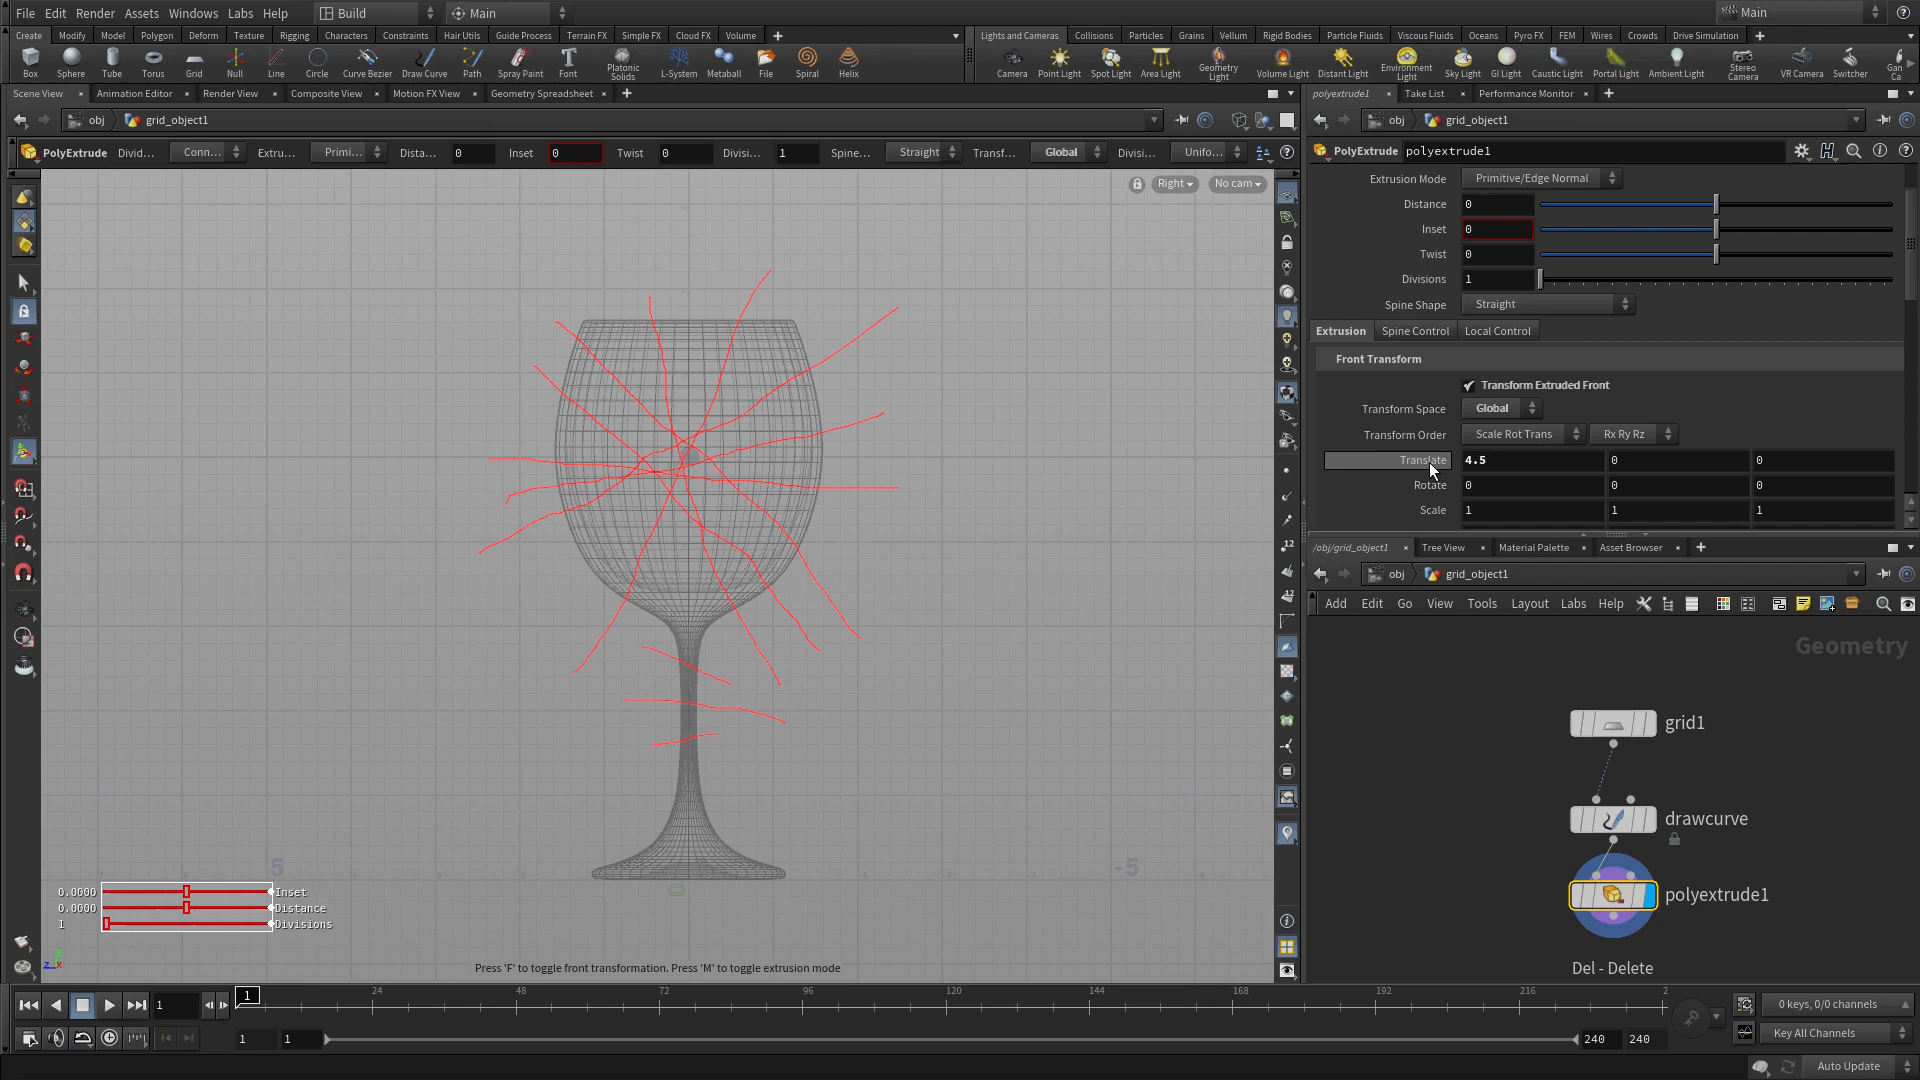 File Edit Render Assets Windows Labs Help Build Main Main
Create Modify Model Polygon Deform Texture Rigging Characters Constraints Hair Utils Guide Process Terrain FX Simple FX Cloud FX Volume
Lights and Cameras Collisions Particles Grains Vellum Rigid Bodies Particle Fluids Viscous Fluids Oceans Pyro FX FEM Wires Crowds Drive Simulation
Box Sphere Tube Torus Grid Null Line Circle Curve Bezier Draw Curve Path Spray Paint Font Platonic Solids L-System Metaball File Spiral Helix
Camera Point Light Spot Light Area Light Geometry Light Volume Light Distant Light Environment Light Sky Light GI Light Caustic Light Portal Light Ambient Light Stereo Camera VR Camera Switcher Gan Ca
Scene View Animation Editor Render View Composite View Motion FX View Geometry Spreadsheet
polyextrude1 Take List Performance Monitor
obj grid_object1
obj grid_object1
PolyExtrude Divid... Conn... Extru... Primi... Dista... 0 Inset 0 Twist 0 Divisi... 1 Spine... Straight Transf... Global Divisi... Unifo...
PolyExtrude polyextrude1
Right No cam
Extrusion Mode Primitive/Edge Normal
Distance 0
Inset 0
Twist 0
Divisions 1
Spine Shape Straight
Extrusion Spine Control Local Control
Front Transform
Transform Extruded Front
Transform Space Global
Transform Order Scale Rot Trans Rx Ry Rz
Translate 4.5 0 0
Rotate 0 0 0
Scale 1 1 1
/obj/grid_object1 Tree View Material Palette Asset Browser
obj grid_object1
Add Edit Go View Tools Layout Labs Help
Geometry
grid1
drawcurve
polyextrude1
Del - Delete
5 -5
0.0000 Inset
0.0000 Distance
1 Divisions
z y x
Press 'F' to toggle front transformation. Press 'M' to toggle extrusion mode
1 1 24 48 72 96 120 144 168 192 216 2
0 keys, 0/0 channels
1 1 240 240
Key All Channels
Auto Update